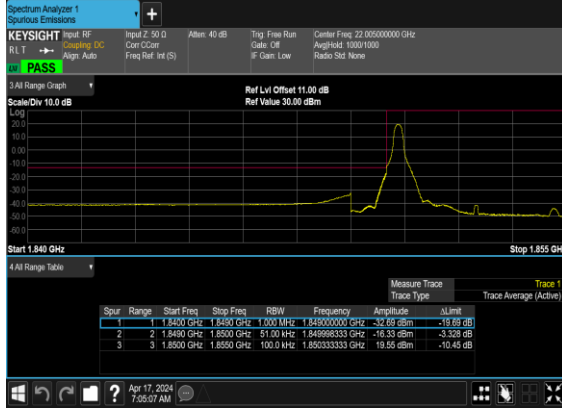 Spectrum Analyzer 1
Spurious Emissions
+
KEYSIGHT Input: RF Input Z: 50 Ω Atten: 40 dB Trig: Free Run Center Freq: 22.005000000 GHz
RLT Coupling: DC Corr CCorr Gate: Off Avg|Hold: 1000/1000
Align: Auto Freq Ref: Int (S) IF Gain: Low Radio Std: None
PASS
3 All Range Graph
Ref Lvl Offset 11.00 dB
Scale/Div 10.0 dB Ref Value 30.00 dBm
Log
20.0
10.0
0.00
-10.0
-20.0
-30.0
-40.0
-50.0
-60.0
Start 1.840 GHz Stop 1.855 GH
4 All Range Table
Measure Trace Trace 1
Trace Type Trace Average (Active)
Spur Range Start Freq Stop Freq RBW Frequency Amplitude ΔLimit
1 1 1.8400 GHz 1.8490 GHz 1.000 MHz 1.849000000 GHz -32.69 dBm -19.69 dB
2 2 1.8490 GHz 1.8500 GHz 51.00 kHz 1.849998333 GHz -16.33 dBm -3.328 dB
3 3 1.8500 GHz 1.8550 GHz 100.0 kHz 1.850333333 GHz 19.55 dBm -10.45 dB
? Apr 17, 2024
7:05:07 AM